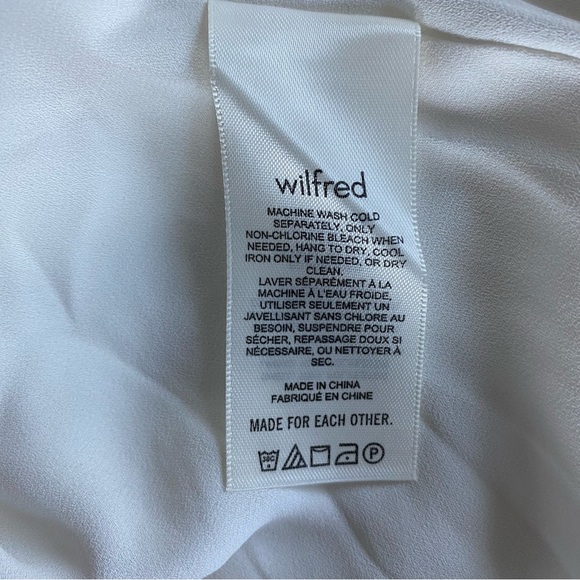 wilfred
MACHINE WASH COLD
SEPARATELY, ONLY
NON-CHLORINE BLEACH WHEN
NEEDED, HANG TO DRY, COOL
IRON ONLY IF NEEDED, OR DRY
CLEAN.
LAVER SÉPARÉMENT À LA
MACHINE À L'EAU FROIDE,
UTILISER SEULEMENT UN
JAVELLISANT SANS CHLORE AU
BESOIN, SUSPENDRE POUR
SÉCHER, REPASSAGE DOUX SI
NÉCESSAIRE, OU NETTOYER À
SEC.
MADE IN CHINA
FABRIQUÉ EN CHINE
MADE FOR EACH OTHER.
30C P